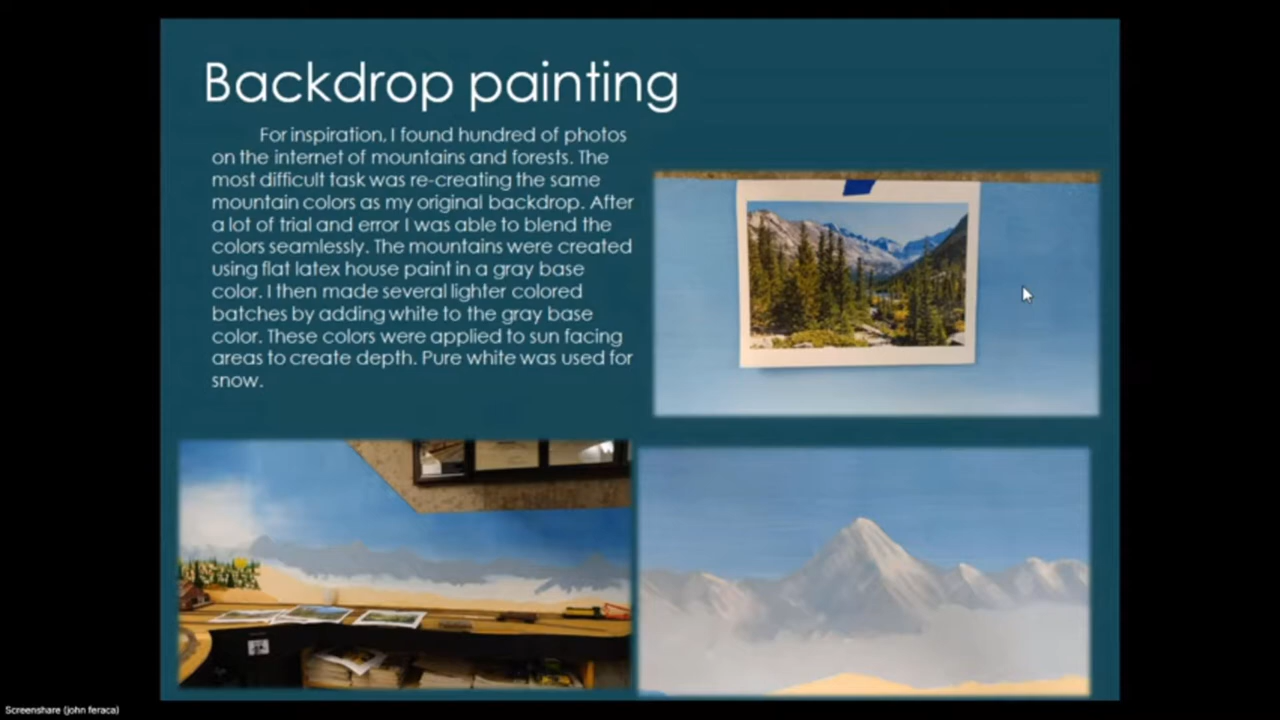 Backdrop painting
For inspiration, I found hundred of photos
on the internet of mountains and forests. The
most difficult task was re-creating the same
mountain colors as my original backdrop. After
a lot of trial and error I was able to blend the
colors seamlessly. The mountains were created
using flat latex house paint in a gray base
color. I then made several lighter colored
batches by adding white to the gray base
color. These colors were applied to sun facing
areas to create depth. Pure white was used for
snow.
Screenshare (john feraca)